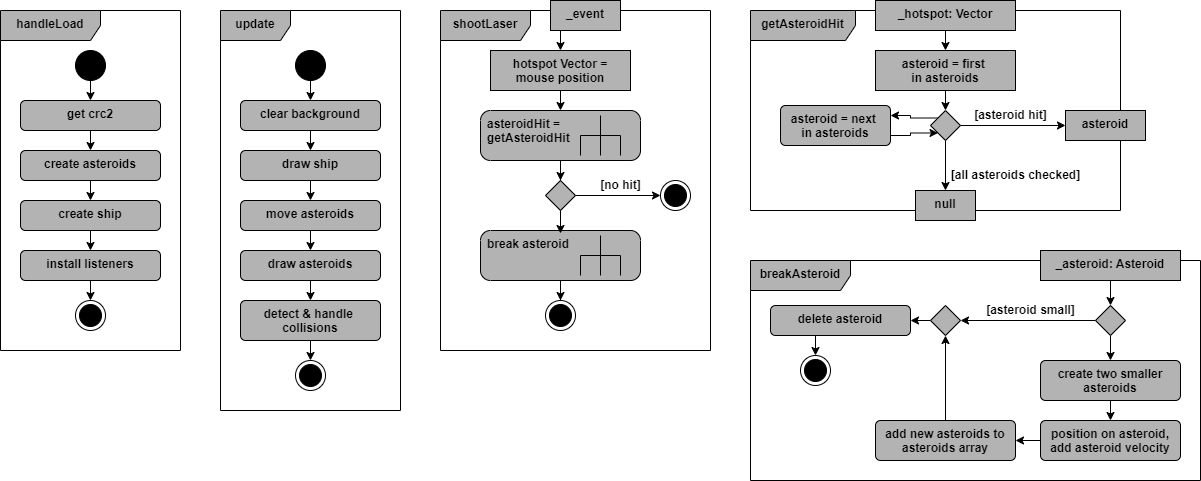 handleLoad
get crc2
create asteroids
create ship
install listeners
update
clear background
draw ship
move asteroids
draw asteroids
detect & handle
collisions
shootLaser
_event
hotspot Vector =
mouse position
asteroidHit =
getAsteroidHit
[no hit]
break asteroid
getAsteroidHit
_hotspot: Vector
asteroid = first
in asteroids
asteroid = next
in asteroids
[asteroid hit]
asteroid
[all asteroids checked]
null
breakAsteroid
_asteroid: Asteroid
[asteroid small]
delete asteroid
create two smaller
asteroids
position on asteroid,
add asteroid velocity
add new asteroids to
asteroids array